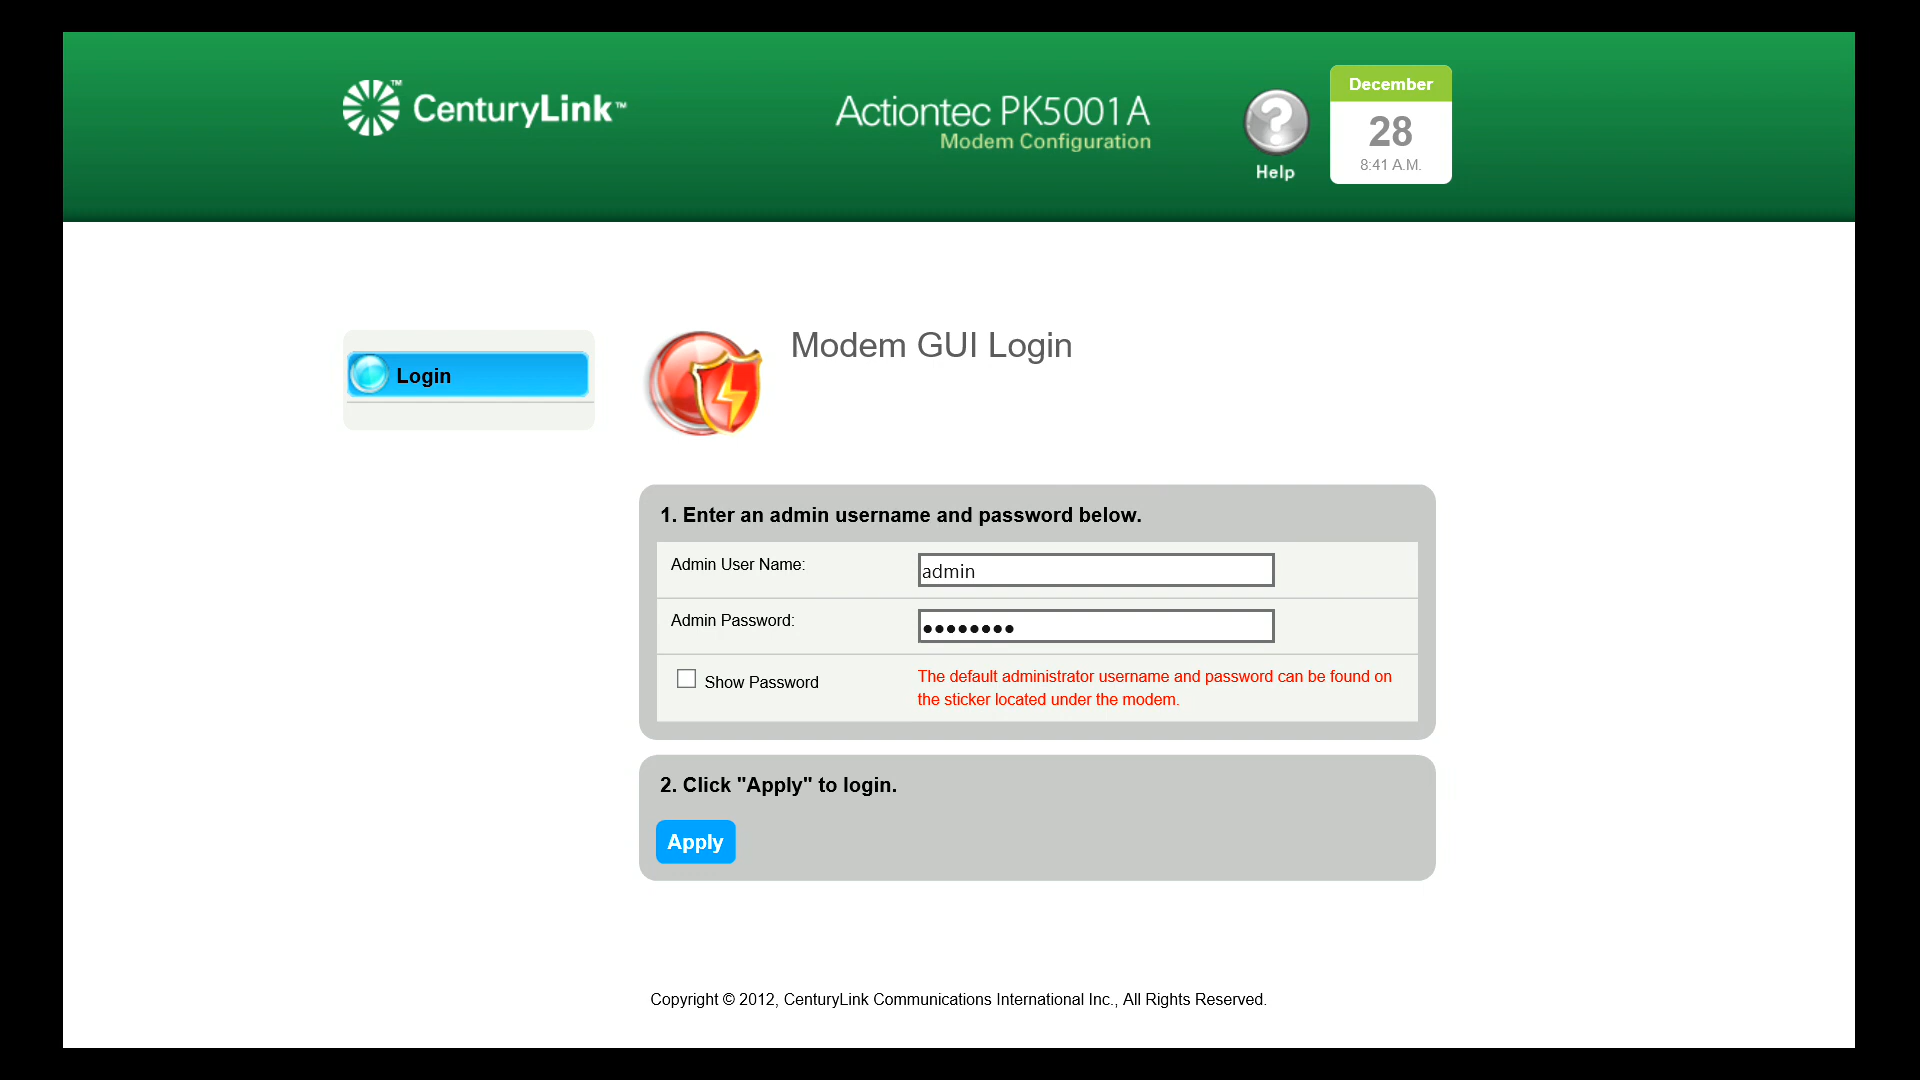 CenturyLink™
Actiontec PK5001A
Modem Configuration
Help
December
28
8:41 A.M.
Login
Modem GUI Login
1. Enter an admin username and password below.
Admin User Name:
admin
Admin Password:
••••••••
Show Password
The default administrator username and password can be found on
the sticker located under the modem.
2. Click "Apply" to login.
Apply
Copyright © 2012, CenturyLink Communications International Inc., All Rights Reserved.